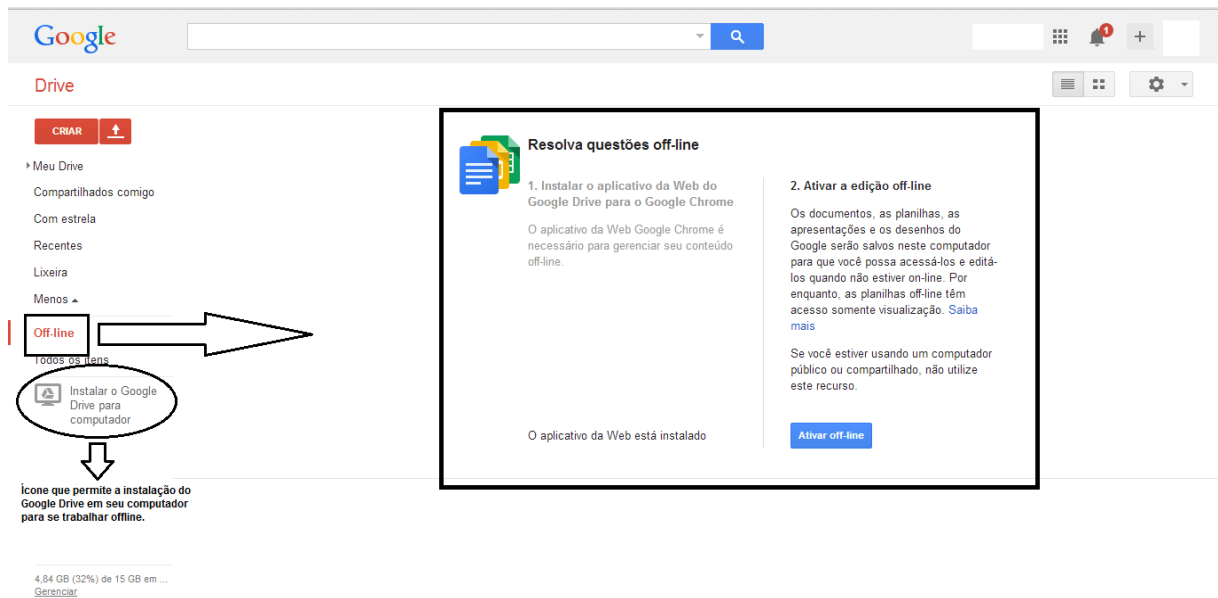 Google
1
+
Drive
CRIAR
Meu Drive
Compartilhados comigo
Com estrela
Recentes
Lixeira
Menos
Off-line
Todos os itens
Instalar o Google
Drive para
computador
Ícone que permite a instalação do
Google Drive em seu computador
para se trabalhar offline.
4,84 GB (32%) de 15 GB em ...
Gerenciar
Resolva questões off-line
1. Instalar o aplicativo da Web do
Google Drive para o Google Chrome
O aplicativo da Web Google Chrome é
necessário para gerenciar seu conteúdo
off-line.
O aplicativo da Web está instalado
2. Ativar a edição off-line
Os documentos, as planilhas, as
apresentações e os desenhos do
Google serão salvos neste computador
para que você possa acessá-los e editá-
los quando não estiver on-line. Por
enquanto, as planilhas off-line têm
acesso somente visualização. Saiba
mais
Se você estiver usando um computador
público ou compartilhado, não utilize
este recurso.
Ativar off-line